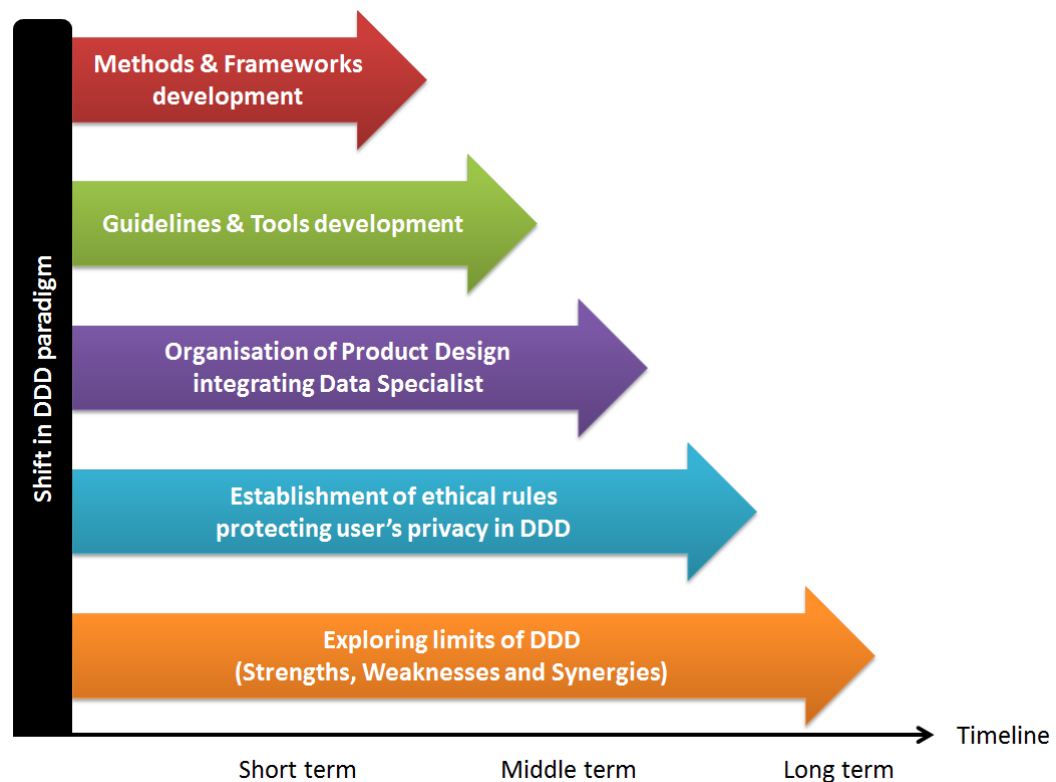 Shift in DDD paradigm
Methods & Frameworks
development
Guidelines & Tools development
Organisation of Product Design
integrating Data Specialist
Establishment of ethical rules
protecting user’s privacy in DDD
Exploring limits of DDD
(Strengths, Weaknesses and Synergies)
Timeline
Short term
Middle term
Long term